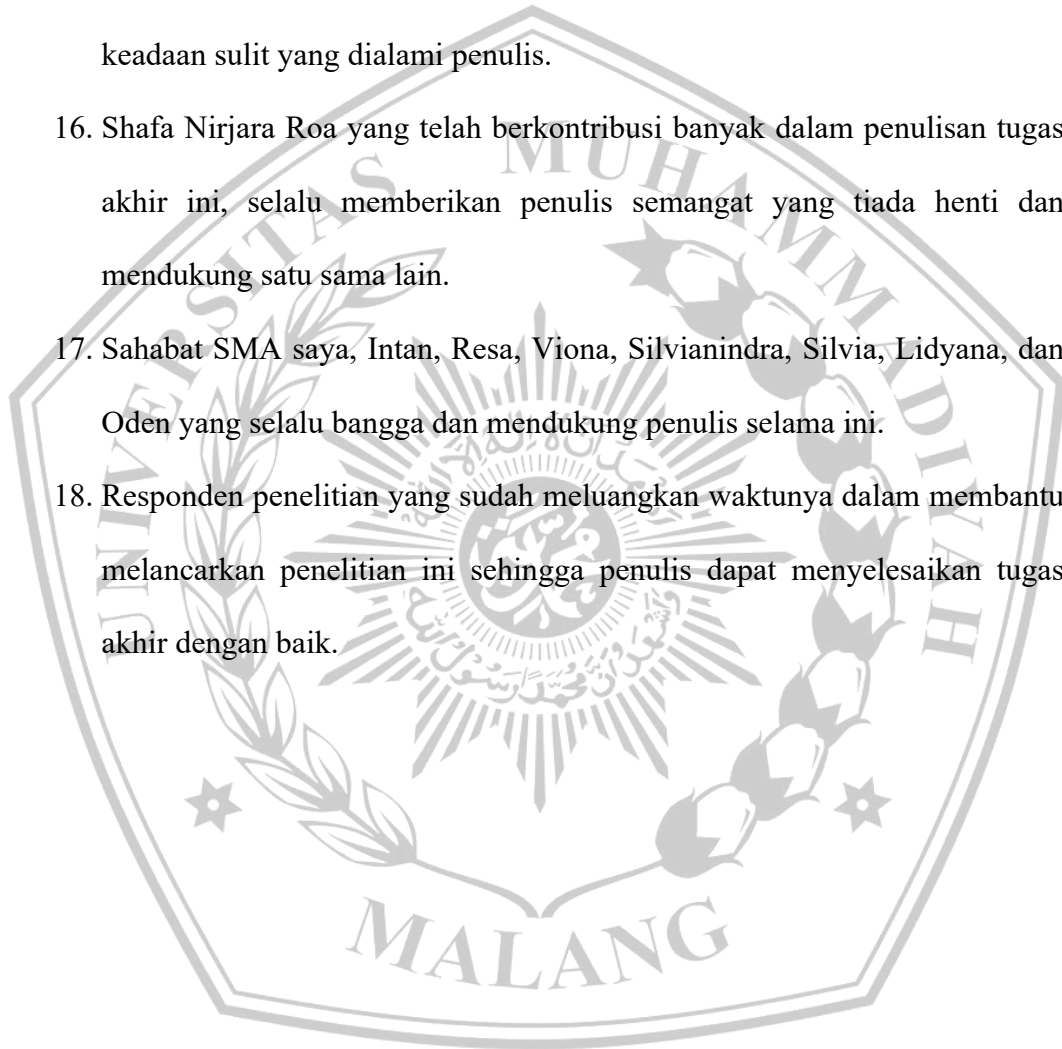 keadaan sulit yang dialami penulis.
16. Shafa Nirjara Roa yang telah berkontribusi banyak dalam penulisan tugas
akhir ini, selalu memberikan penulis semangat yang tiada henti dan
mendukung satu sama lain.
17. Sahabat SMA saya, Intan, Resa, Viona, Silvianindra, Silvia, Lidyana, dan
Oden yang selalu bangga dan mendukung penulis selama ini.
18. Responden penelitian yang sudah meluangkan waktunya dalam membantu
melancarkan penelitian ini sehingga penulis dapat menyelesaikan tugas
akhir dengan baik.
UNIVERSITAS MUHAMMADIYAH
MALANG